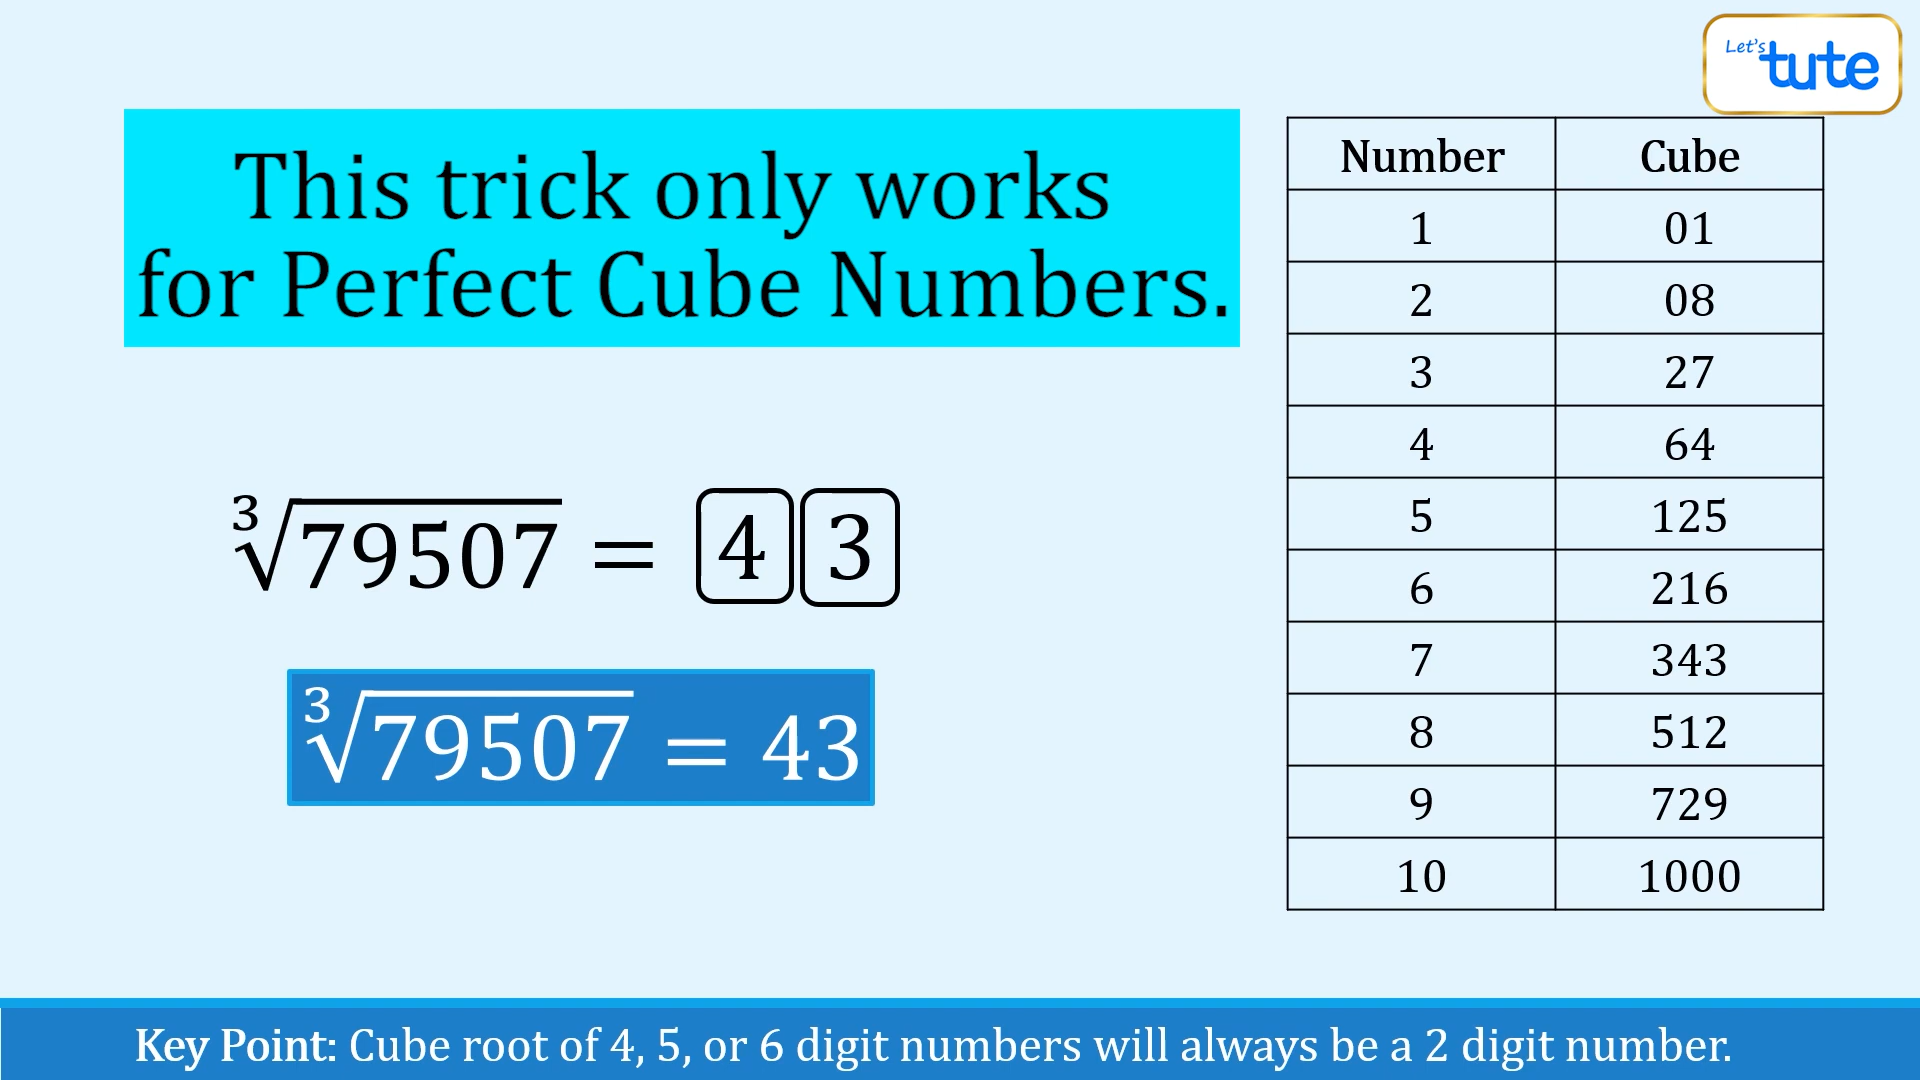 Let's tute
This trick only works
for Perfect Cube Numbers.
∛79507 = 4 3
∛79507 = 43
Number Cube
1 01
2 08
3 27
4 64
5 125
6 216
7 343
8 512
9 729
10 1000
Key Point: Cube root of 4, 5, or 6 digit numbers will always be a 2 digit number.